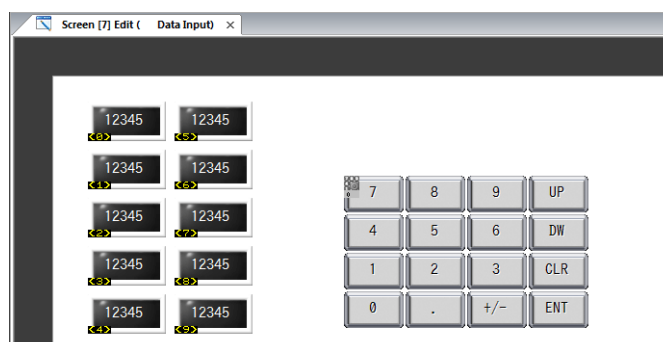 Screen [7] Edit ( Data Input) ×
12345 12345
<0> <5>
12345 12345
<1> <6>
12345 12345
<2> <7>
12345 12345
<3> <8>
12345 12345
<4> <9>
7 8 9 UP
4 5 6 DW
1 2 3 CLR
0 . +/- ENT